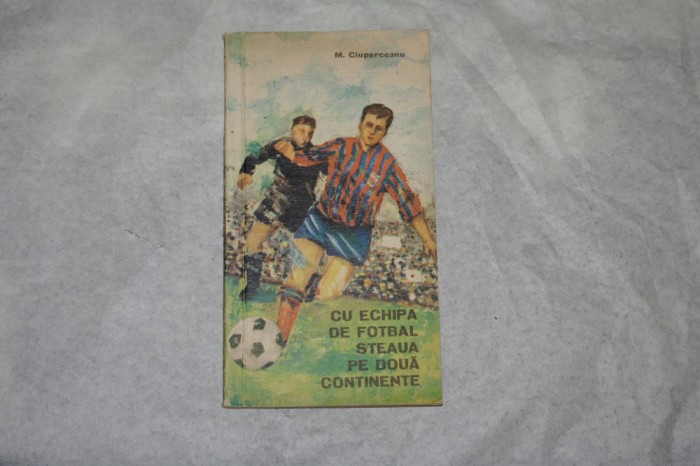 M. Ciuperceanu
CU ECHIPA
DE FOTBAL
STEAUA
PE DOUĂ
CONTINENTE